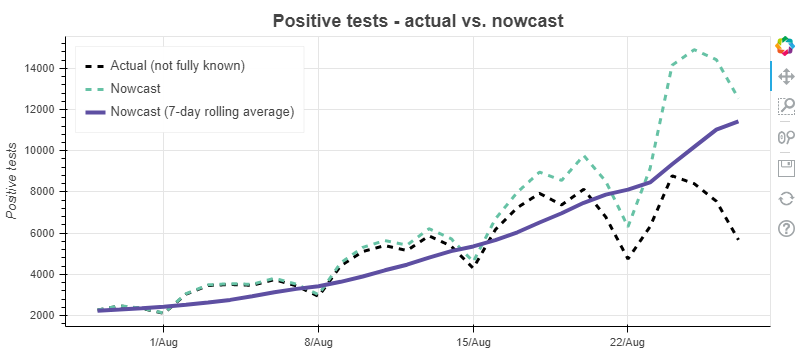 Positive tests - actual vs. nowcast
Actual (not fully known)
Nowcast
Nowcast (7-day rolling average)
Positive tests
14000
12000
10000
8000
6000
4000
2000
1/Aug
8/Aug
15/Aug
22/Aug